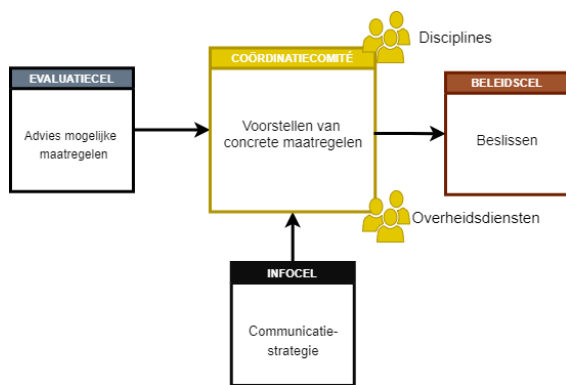 Disciplines
COÖRDINATIECOMITÉ
EVALUATIECEL
BELEIDSCEL
Advies mogelijke
maatregelen
Voorstellen van
concrete maatregelen
Beslissen
Overheidsdiensten
INFOCEL
Communicatie-
strategie